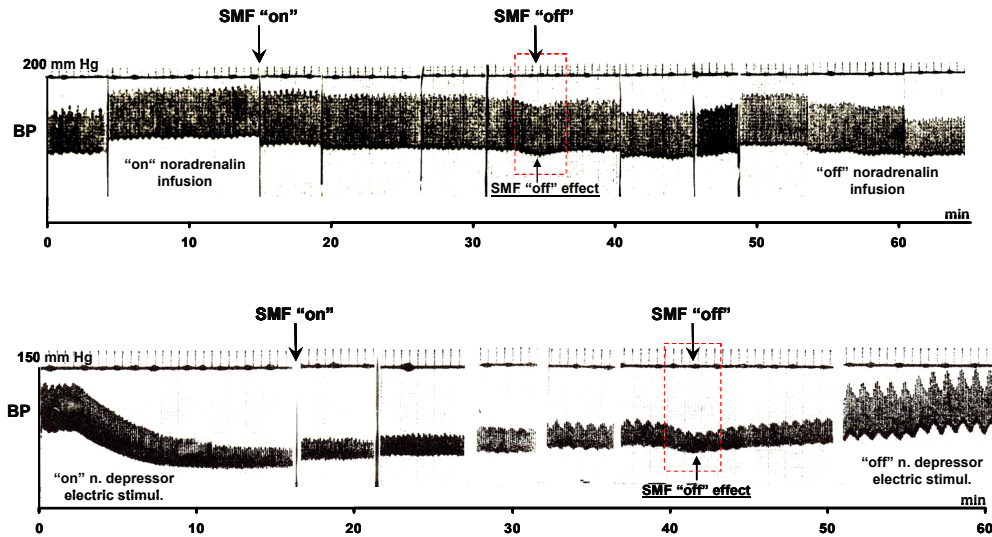 SMF “on”
SMF “off”
200 mm Hg
BP
“on“ noradrenalin
infusion
SMF “off” effect
“off” noradrenalin
infusion
min
0
10
20
30
40
50
60
SMF “on”
SMF “off”
150 mm Hg
BP
“on” n. depressor
electric stimul.
SMF “off” effect
“off” n. depressor
electric stimul.
min
0
10
20
30
40
50
60